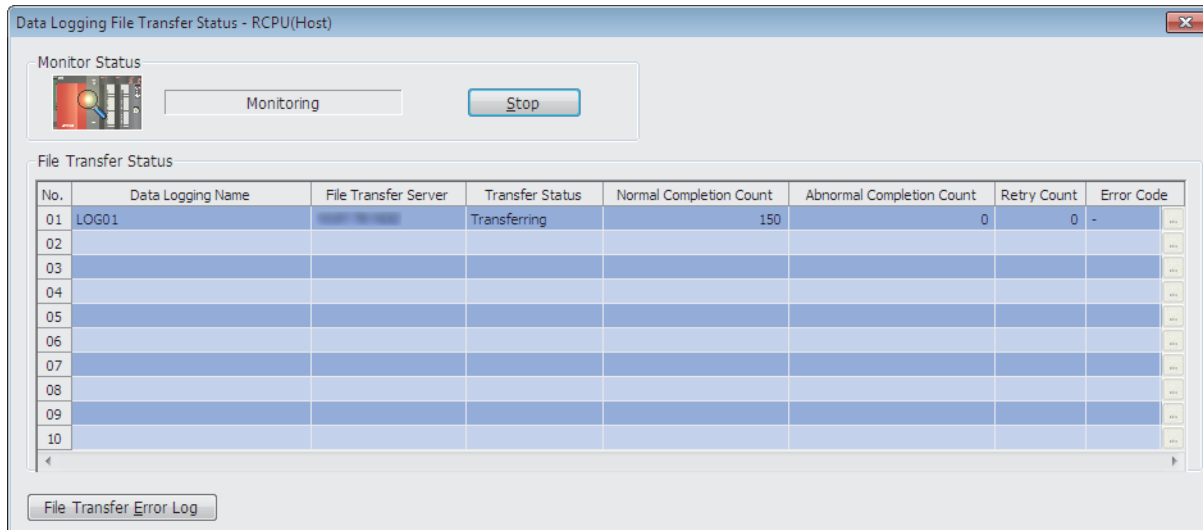 Data Logging File Transfer Status - RCPU(Host)
Monitor Status
Monitoring
Stop
File Transfer Status
No. Data Logging Name File Transfer Server Transfer Status Normal Completion Count Abnormal Completion Count Retry Count Error Code
01 LOG01 Transferring 150 0 0 - ...
02 ...
03 ...
04 ...
05 ...
06 ...
07 ...
08 ...
09 ...
10 ...
File Transfer Error Log